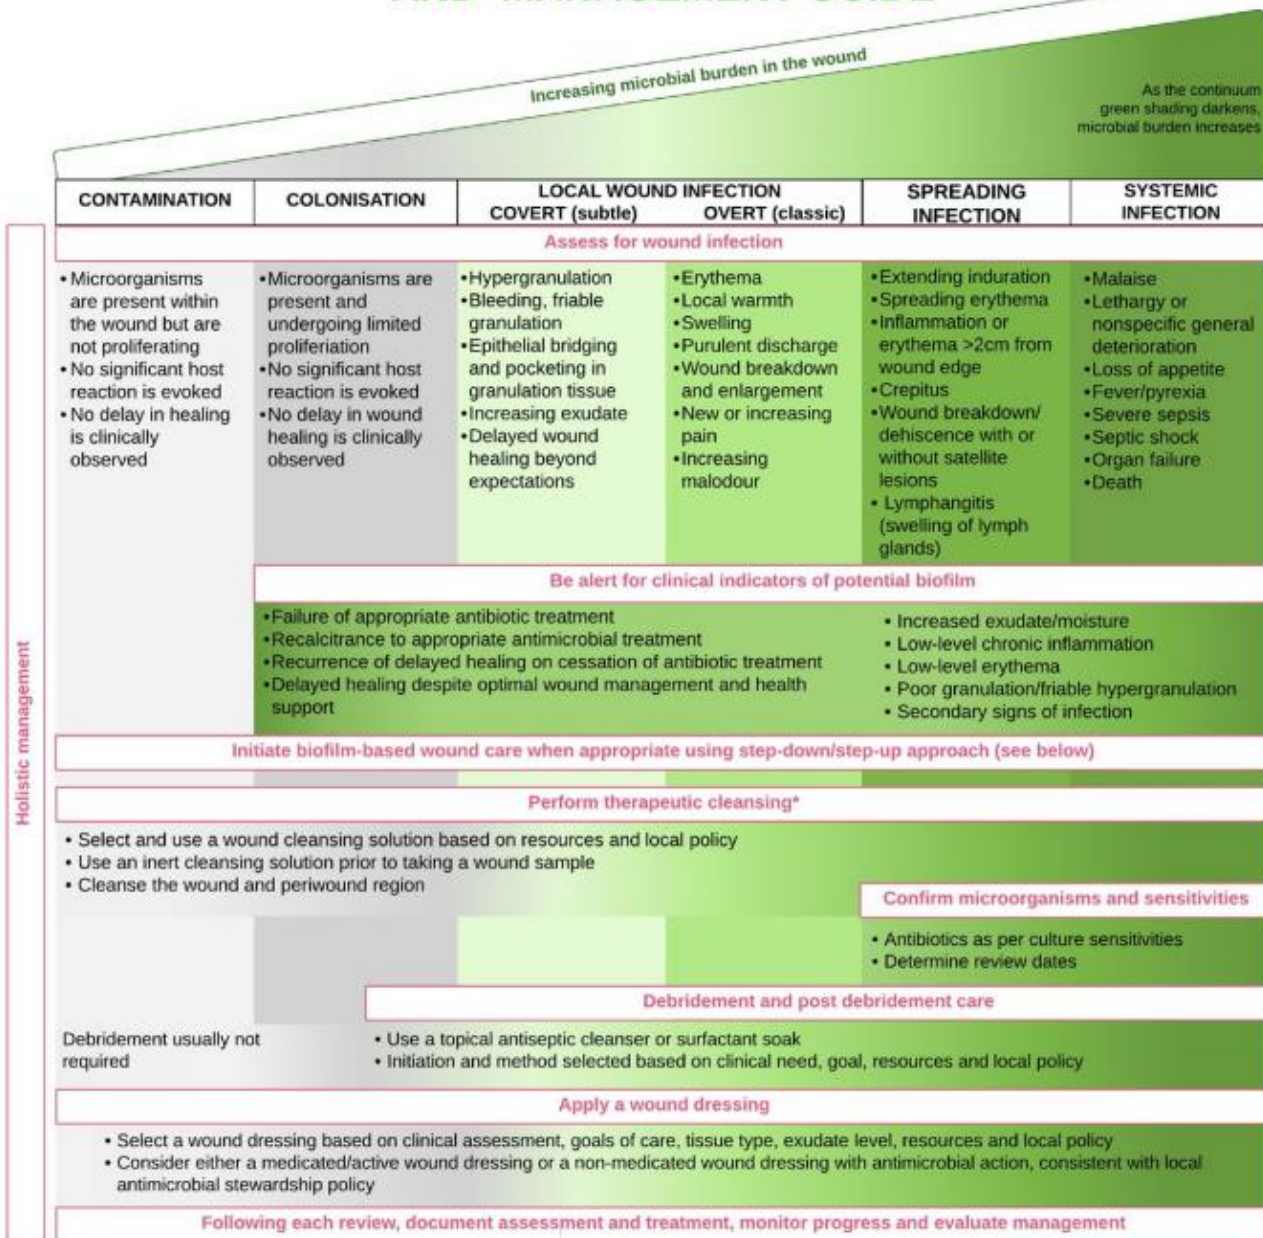 AND MANAGEMENT GUIDE
Increasing microbial burden in the wound
As the continuum
green shading darkens,
microbial burden increases
CONTAMINATION
COLONISATION
LOCAL WOUND INFECTION
COVERT (subtle) OVERT (classic)
SPREADING
INFECTION
SYSTEMIC
INFECTION
Holistic management
Assess for wound infection
• Microorganisms
are present within
the wound but are
not proliferating
• No significant host
reaction is evoked
• No delay in healing
is clinically
observed
• Microorganisms are
present and
undergoing limited
proliferiation
• No significant host
reaction is evoked
• No delay in wound
healing is clinically
observed
• Hypergranulation
• Bleeding, friable
granulation
• Epithelial bridging
and pocketing in
granulation tissue
• Increasing exudate
• Delayed wound
healing beyond
expectations
• Erythema
• Local warmth
• Swelling
• Purulent discharge
• Wound breakdown
and enlargement
• New or increasing
pain
• Increasing
malodour
• Extending induration
• Spreading erythema
• Inflammation or
erythema >2cm from
wound edge
• Crepitus
• Wound breakdown/
dehiscence with or
without satellite
lesions
• Lymphangitis
(swelling of lymph
glands)
• Malaise
• Lethargy or
nonspecific general
deterioration
• Loss of appetite
• Fever/pyrexia
• Severe sepsis
• Septic shock
• Organ failure
• Death
Be alert for clinical indicators of potential biofilm
• Failure of appropriate antibiotic treatment
• Recalcitrance to appropriate antimicrobial treatment
• Recurrence of delayed healing on cessation of antibiotic treatment
• Delayed healing despite optimal wound management and health
support
• Increased exudate/moisture
• Low-level chronic inflammation
• Low-level erythema
• Poor granulation/friable hypergranulation
• Secondary signs of infection
Initiate biofilm-based wound care when appropriate using step-down/step-up approach (see below)
Perform therapeutic cleansing*
• Select and use a wound cleansing solution based on resources and local policy
• Use an inert cleansing solution prior to taking a wound sample
• Cleanse the wound and periwound region
Confirm microorganisms and sensitivities
• Antibiotics as per culture sensitivities
• Determine review dates
Debridement and post debridement care
Debridement usually not
required
• Use a topical antiseptic cleanser or surfactant soak
• Initiation and method selected based on clinical need, goal, resources and local policy
Apply a wound dressing
• Select a wound dressing based on clinical assessment, goals of care, tissue type, exudate level, resources and local policy
• Consider either a medicated/active wound dressing or a non-medicated wound dressing with antimicrobial action, consistent with local
antimicrobial stewardship policy
Following each review, document assessment and treatment, monitor progress and evaluate management